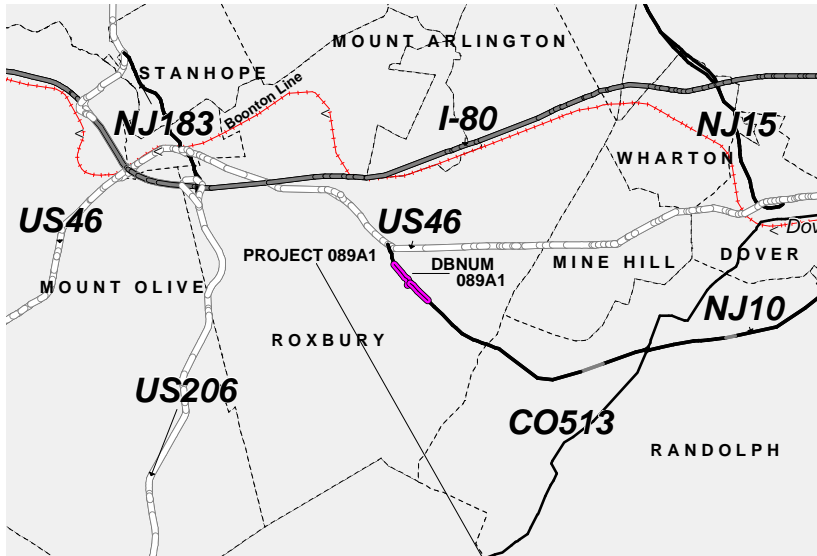 MOUNT ARLINGTON
STANHOPE
Boonton Line
NJ183
I-80
NJ15
WHARTON
US46
US46
PROJECT 089A1
DBNUM
089A1
MINE HILL
DOVER
MOUNT OLIVE
NJ10
ROXBURY
US206
CO513
RANDOLPH